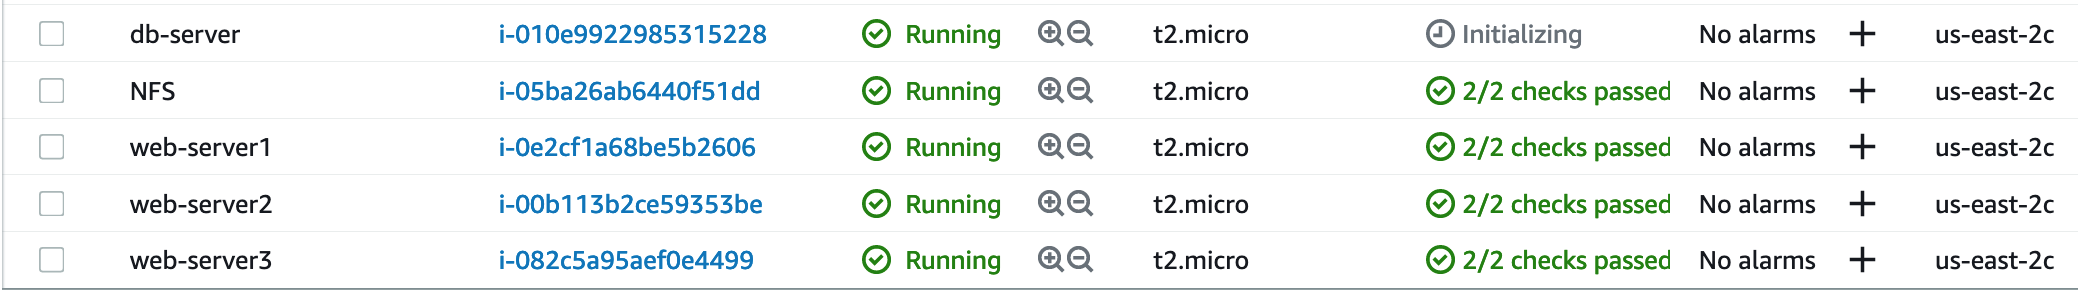 db-server i-010e9922985315228 Running t2.micro Initializing No alarms + us-east-2c
NFS i-05ba26ab6440f51dd Running t2.micro 2/2 checks passed No alarms + us-east-2c
web-server1 i-0e2cf1a68be5b2606 Running t2.micro 2/2 checks passed No alarms + us-east-2c
web-server2 i-00b113b2ce59353be Running t2.micro 2/2 checks passed No alarms + us-east-2c
web-server3 i-082c5a95aef0e4499 Running t2.micro 2/2 checks passed No alarms + us-east-2c